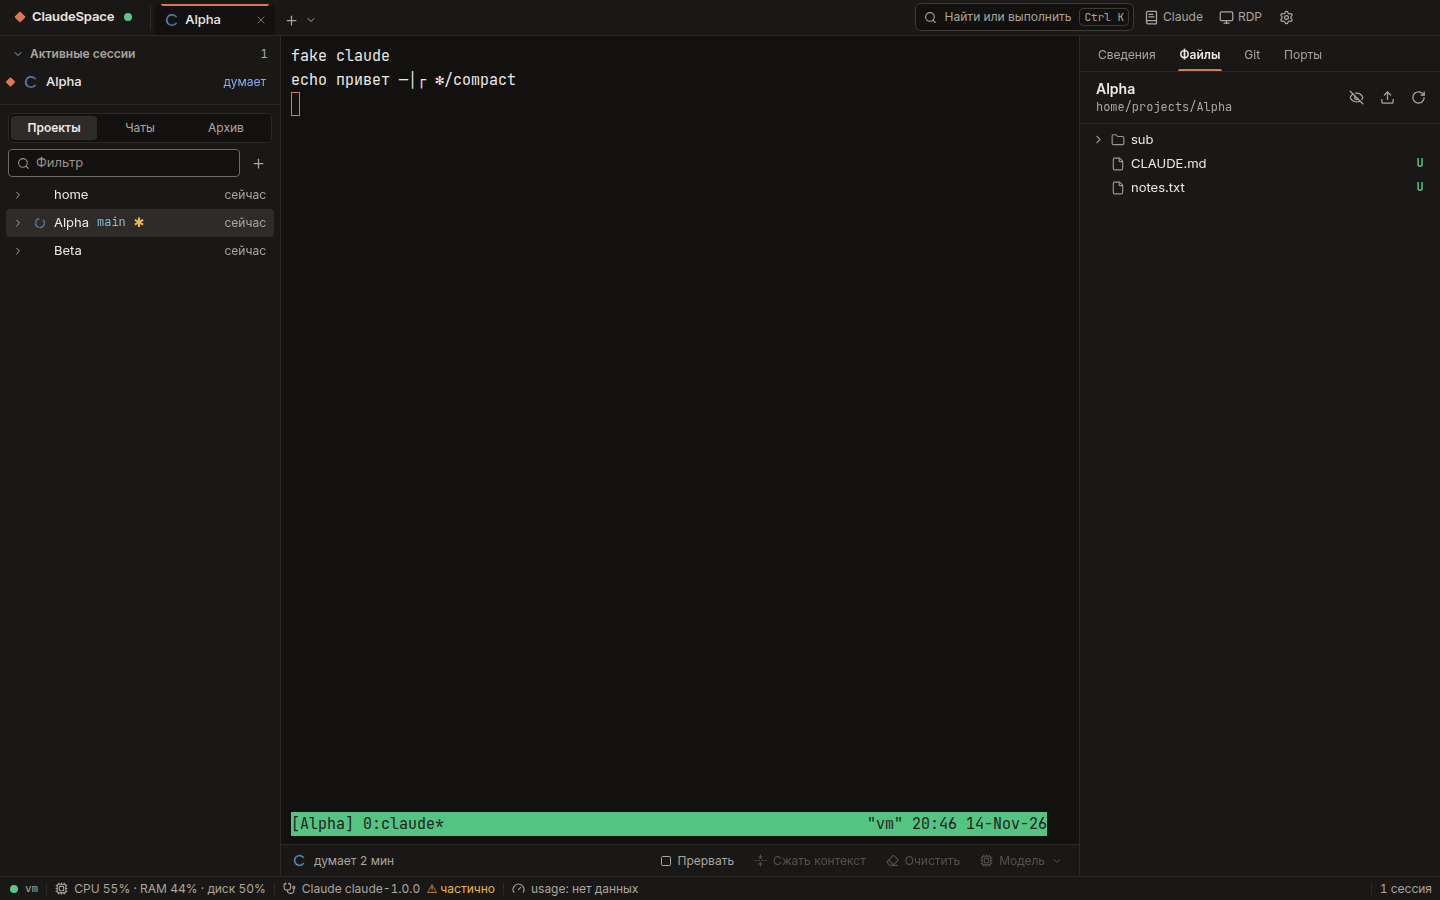 ClaudeSpace
Alpha
Найти или выполнить Ctrl K
Claude
RDP
Активные сессии 1
Alpha думает
Проекты Чаты Архив
Фильтр
home сейчас
Alpha main ✱ сейчас
Beta сейчас
fake claude
echo привет —│┌ ✻/compact
[Alpha] 0:claude* "vm" 20:46 14-Nov-26
думает 2 мин
Прервать
Сжать контекст
Очистить
Модель
Сведения Файлы Git Порты
Alpha
home/projects/Alpha
sub
CLAUDE.md U
notes.txt U
vm
CPU 55% · RAM 44% · диск 50%
Claude claude-1.0.0 ⚠ частично
usage: нет данных
1 сессия